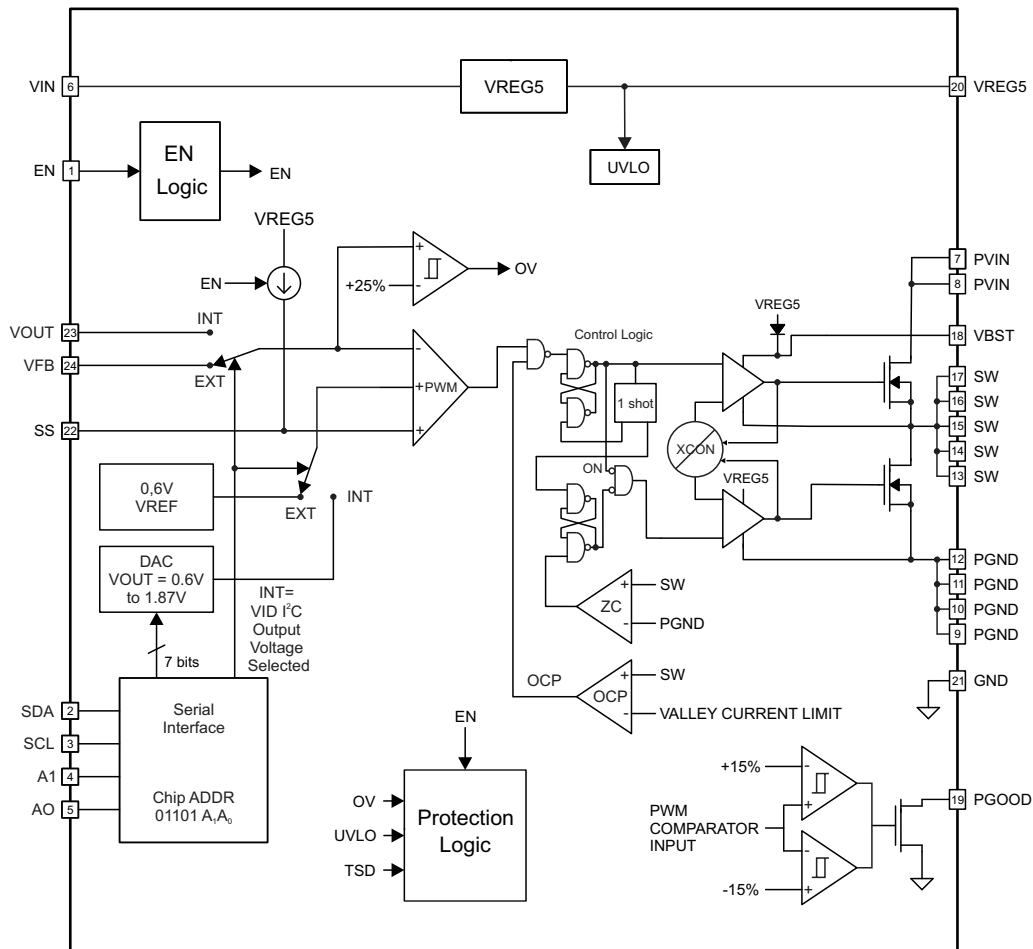 VIN 6 VREG5 20 VREG5
UVLO
EN 1 EN
Logic EN
VREG5
EN
+
+25% - OV
INT
VOUT 23
VFB 24
EXT
SS 22
-
+ PWM
+
Control Logic
1 shot
ON
XCON
VREG5
VREG5
7 PVIN
8 PVIN
18 VBST
17 SW
16 SW
15 SW
14 SW
13 SW
12 PGND
11 PGND
10 PGND
9 PGND
21 GND
0,6V
VREF
EXT
INT
DAC
VOUT = 0.6V
to 1.87V
INT=
VID I²C
Output
Voltage
Selected
7 bits
ZC
+ SW
- PGND
OCP
OCP
+ SW
- VALLEY CURRENT LIMIT
SDA 2
SCL 3
A1 4
AO 5
Serial
Interface
Chip ADDR
01101 A₁A₀
EN
OV
UVLO
TSD
Protection
Logic
+15% -
+
PWM
COMPARATOR
INPUT
-
-15% +
19 PGOOD